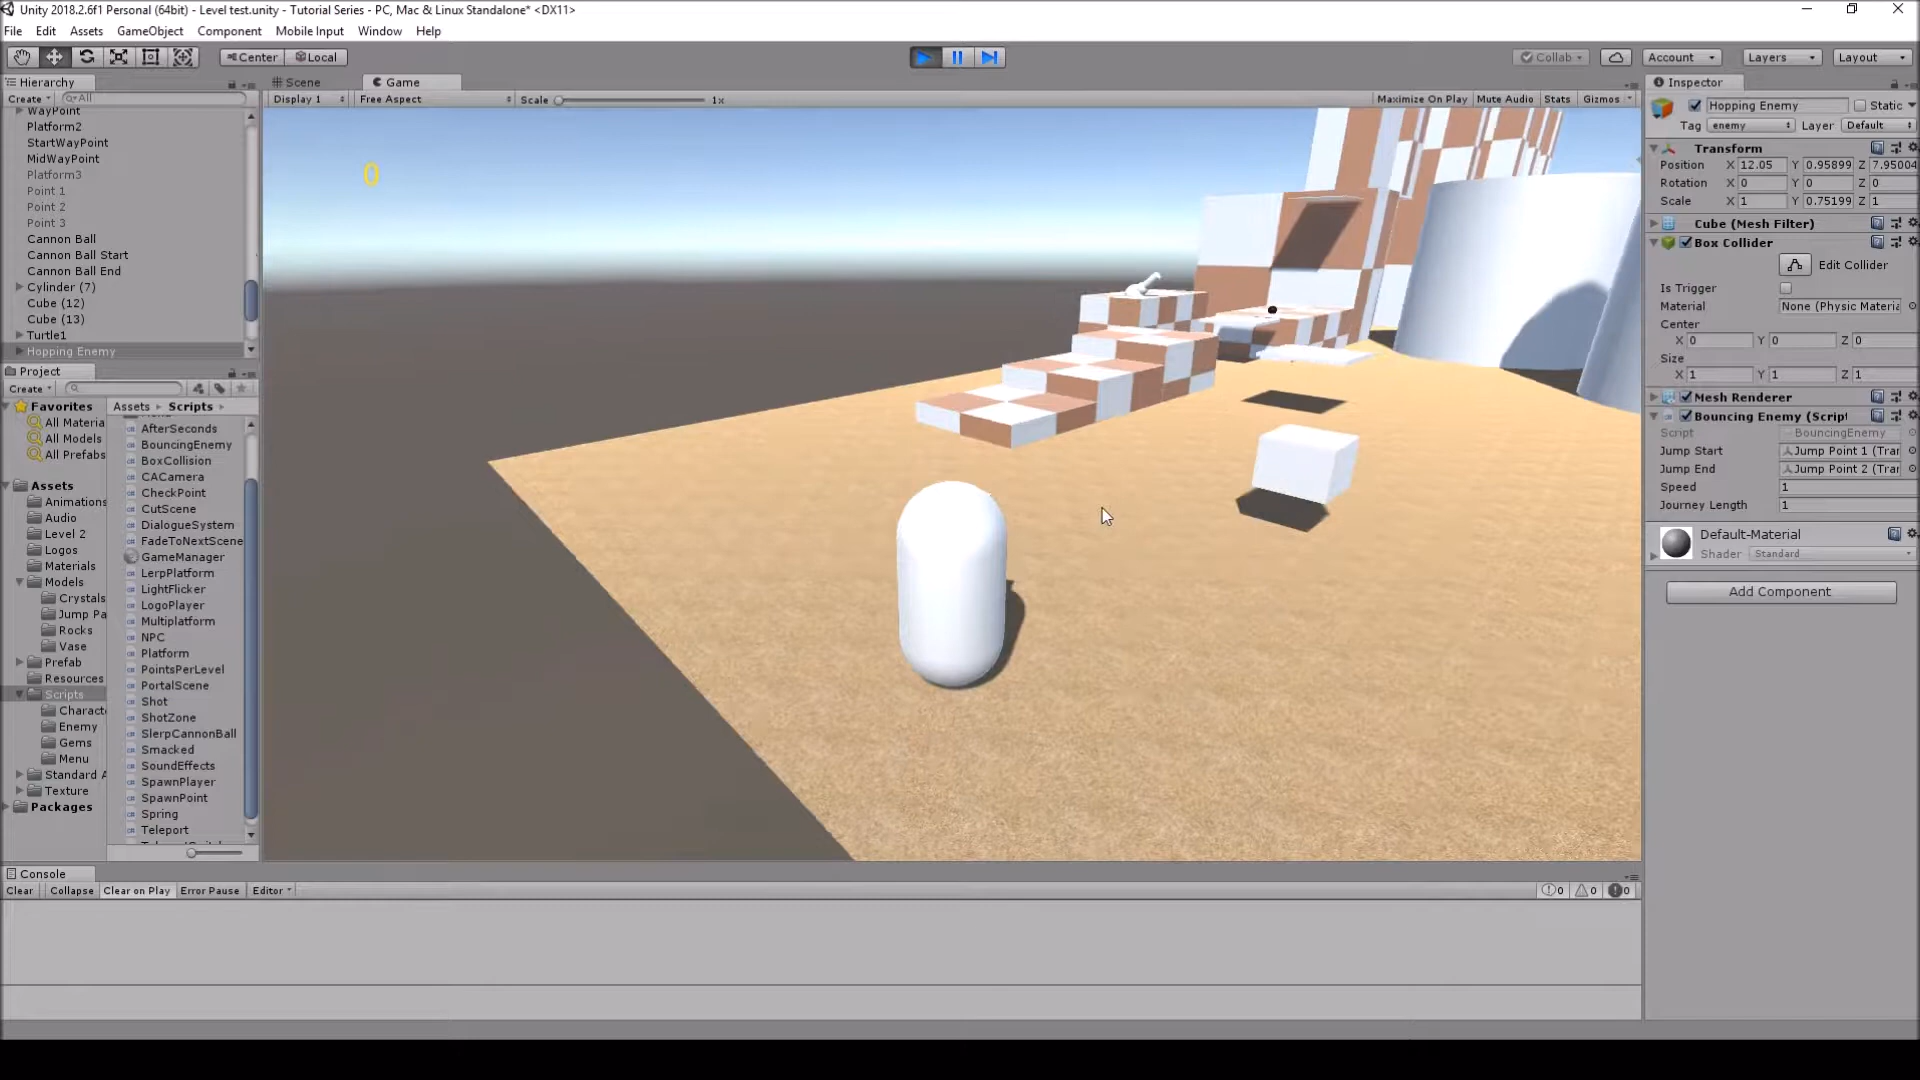 Unity 2018.2.6f1 Personal (64bit) - Level test.unity - Tutorial Series - PC, Mac & Linux Standalone* <DX11>
File Edit Assets GameObject Component Mobile Input Window Help
Center Local
Collab Account Layers Layout
Hierarchy
Create All
WayPoint
Platform2
StartWayPoint
MidWayPoint
Platform3
Point 1
Point 2
Point 3
Cannon Ball
Cannon Ball Start
Cannon Ball End
Cylinder (7)
Cube (12)
Cube (13)
Turtle1
Hopping Enemy
Project
Create
Favorites
All Materia
All Models
All Prefabs
Assets
Animations
Audio
Level 2
Logos
Materials
Models
Crystals
Jump Pa
Rocks
Vase
Prefab
Resources
Scripts
Charact
Enemy
Gems
Menu
Standard A
Texture
Packages
Assets Scripts
AfterSeconds
BouncingEnemy
BoxCollision
CACamera
CheckPoint
CutScene
DialogueSystem
FadeToNextScene
GameManager
LerpPlatform
LightFlicker
LogoPlayer
Multiplatform
NPC
Platform
PointsPerLevel
PortalScene
Shot
ShotZone
SlerpCannonBall
Smacked
SoundEffects
SpawnPlayer
SpawnPoint
Spring
Teleport
Scene Game
Display 1 Free Aspect Scale 1x Maximize On Play Mute Audio Stats Gizmos
0
Console
Clear Collapse Clear on Play Error Pause Editor 0 0 0
Inspector
Hopping Enemy Static
Tag enemy Layer Default
Transform
Position X 12.05 Y 0.95899 Z 7.95004
Rotation X 0 Y 0 Z 0
Scale X 1 Y 0.75199 Z 1
Cube (Mesh Filter)
Box Collider
Edit Collider
Is Trigger
Material None (Physic Materia
Center
X 0 Y 0 Z 0
Size
X 1 Y 1 Z 1
Mesh Renderer
Bouncing Enemy (Script
Script BouncingEnemy
Jump Start Jump Point 1 (Tran
Jump End Jump Point 2 (Tran
Speed 1
Journey Length 1
Default-Material
Shader Standard
Add Component